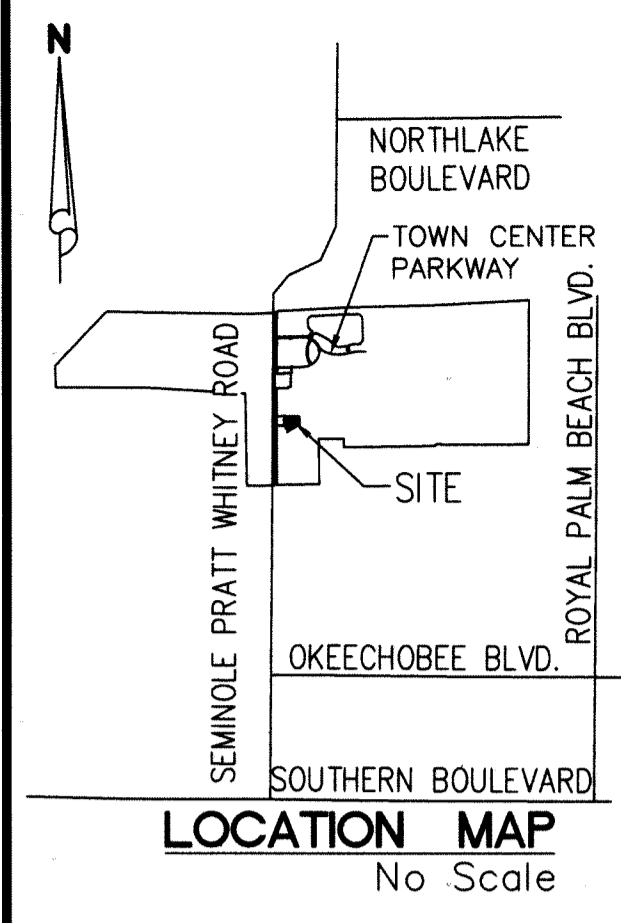 N
NORTHLAKE
BOULEVARD
TOWN CENTER
PARKWAY
SEMINOLE PRATT WHITNEY ROAD
ROYAL PALM BEACH BLVD.
SITE
OKEECHOBEE BLVD.
SOUTHERN BOULEVARD
LOCATION MAP
No Scale